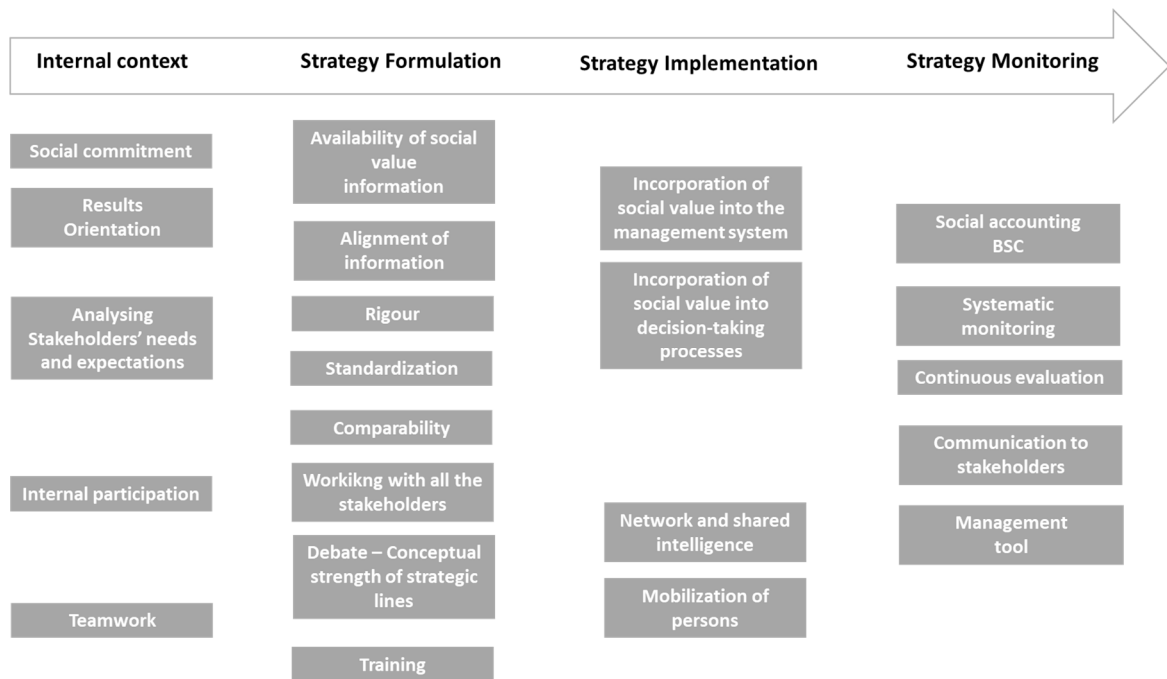 Internal context
Strategy Formulation
Strategy Implementation
Strategy Monitoring
Social commitment
Results
Orientation
Analysing
Stakeholders' needs
and expectations
Internal participation
Teamwork
Availability of social
value
information
Alignment of
information
Rigour
Standardization
Comparability
Workikng with all the
stakeholders
Debate – Conceptual
strength of strategic
lines
Training
Incorporation of
social value into the
management system
Incorporation of
social value into
decision-taking
processes
Network and shared
intelligence
Mobilization of
persons
Social accounting
BSC
Systematic
monitoring
Continuous evaluation
Communication to
stakeholders
Management
tool